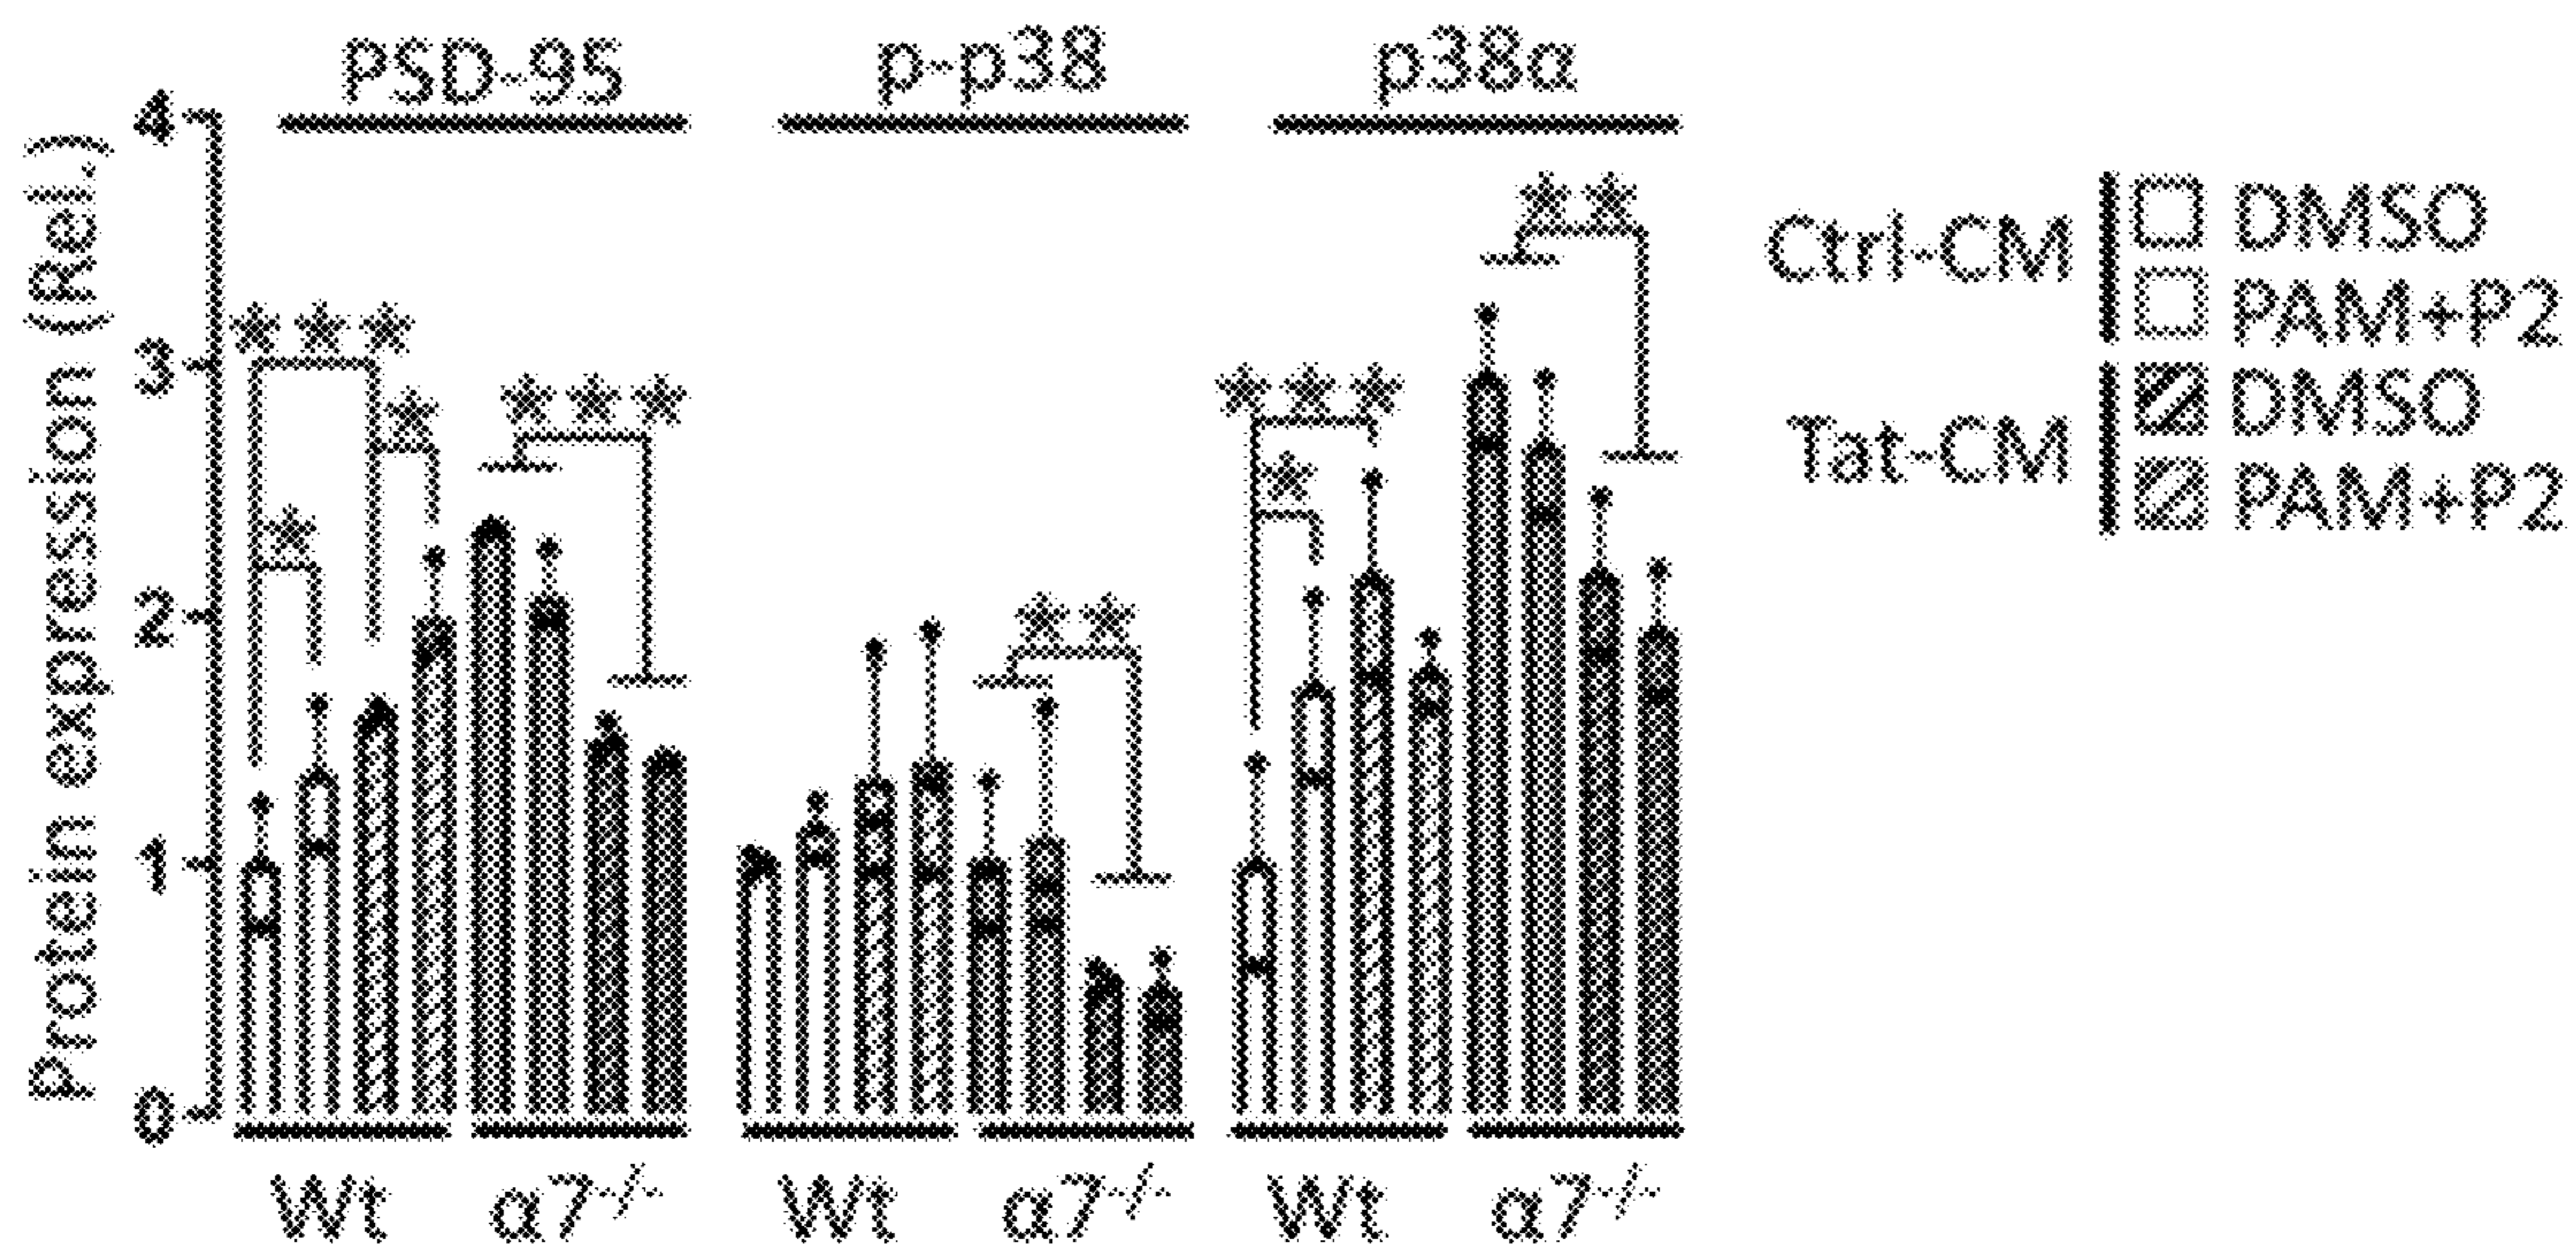 PSD-95 p-p38 p38α
Protein expression (Rel.)
4
3
2
1
0
★★★
★
★
★★★
★★
★★★
★
★★
Wt α7-/- Wt α7-/- Wt α7-/-
Ctrl-CM
DMSO
PAM+P2
Tat-CM
DMSO
PAM+P2